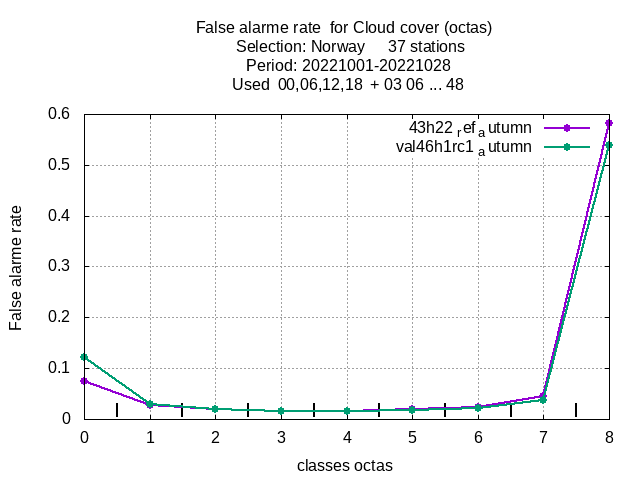 False alarme rate  for Cloud cover (octas)
Selection: Norway     37 stations
Period: 20221001-20221028
Used  00,06,12,18  + 03 06 ... 48
0.6
0.5
0.4
0.3
0.2
0.1
0
False alarme rate
43h22 ref autumn
val46h1rc1 autumn
0 1 2 3 4 5 6 7 8
classes octas